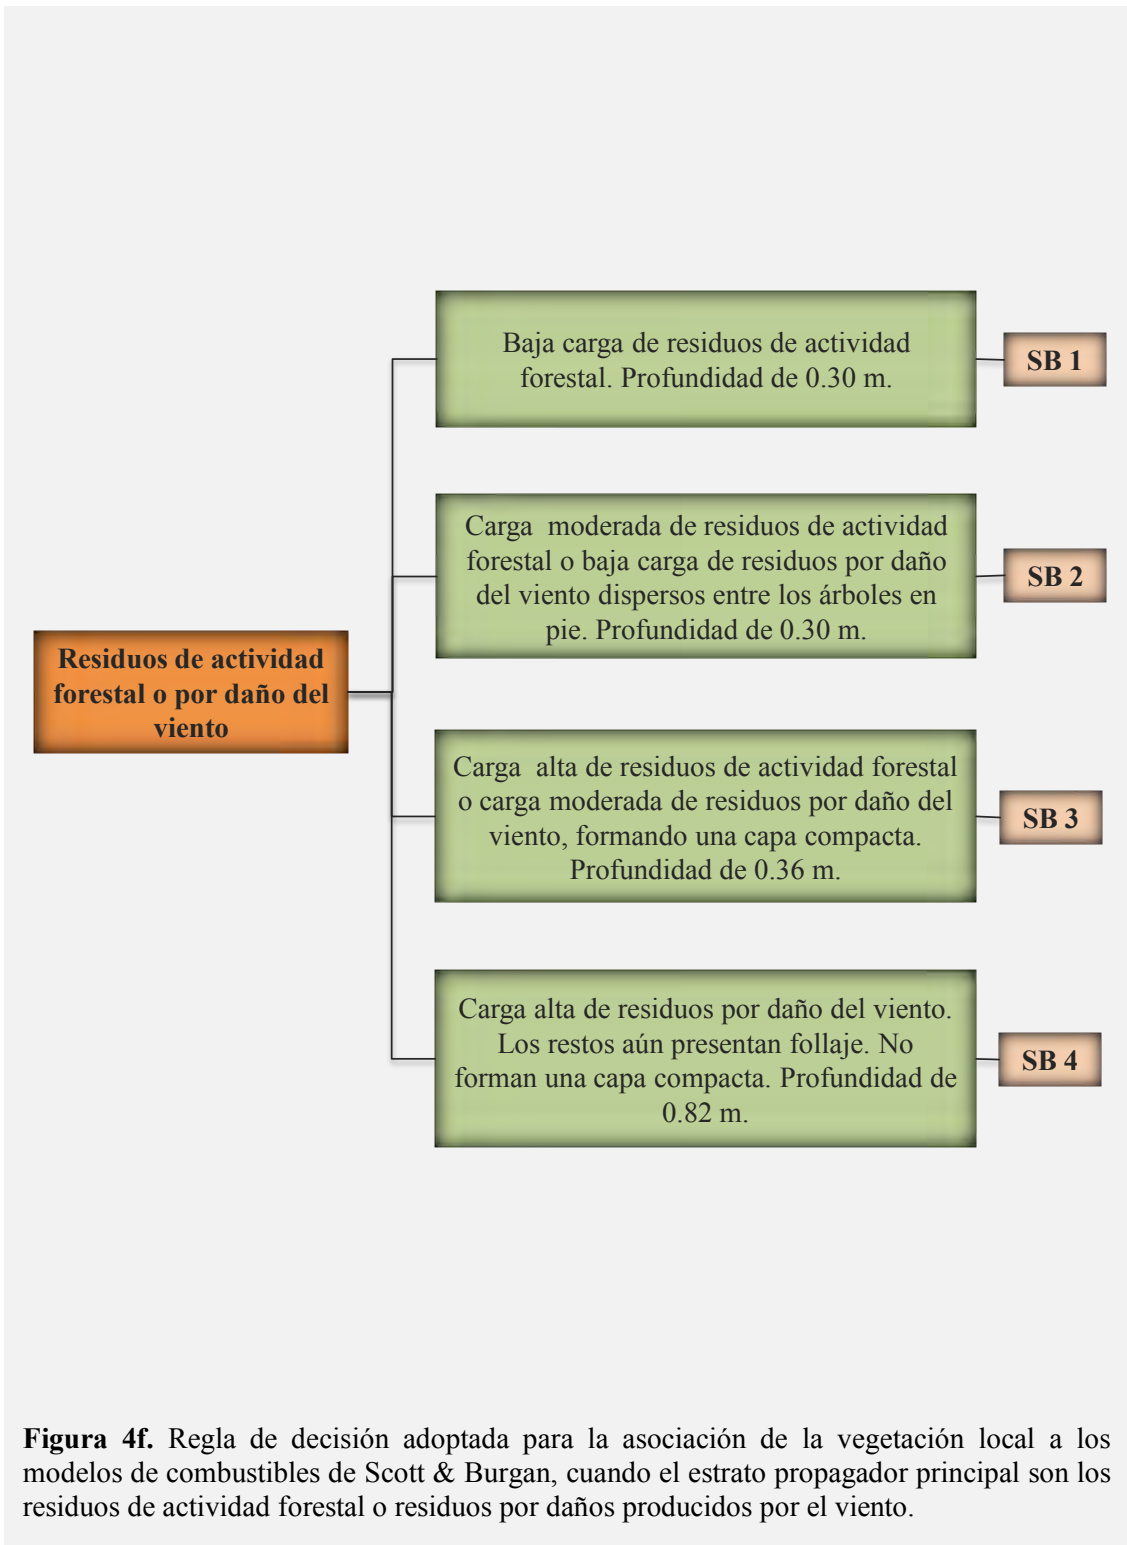 Baja carga de residuos de actividad
forestal. Profundidad de 0.30 m.
SB 1
Carga moderada de residuos de actividad
forestal o baja carga de residuos por daño
del viento dispersos entre los árboles en
pie. Profundidad de 0.30 m.
SB 2
Residuos de actividad
forestal o por daño del
viento
Carga alta de residuos de actividad forestal
o carga moderada de residuos por daño del
viento, formando una capa compacta.
Profundidad de 0.36 m.
SB 3
Carga alta de residuos por daño del viento.
Los restos aún presentan follaje. No
forman una capa compacta. Profundidad de
0.82 m.
SB 4
Figura 4f. Regla de decisión adoptada para la asociación de la vegetación local a los
modelos de combustibles de Scott & Burgan, cuando el estrato propagador principal son los
residuos de actividad forestal o residuos por daños producidos por el viento.